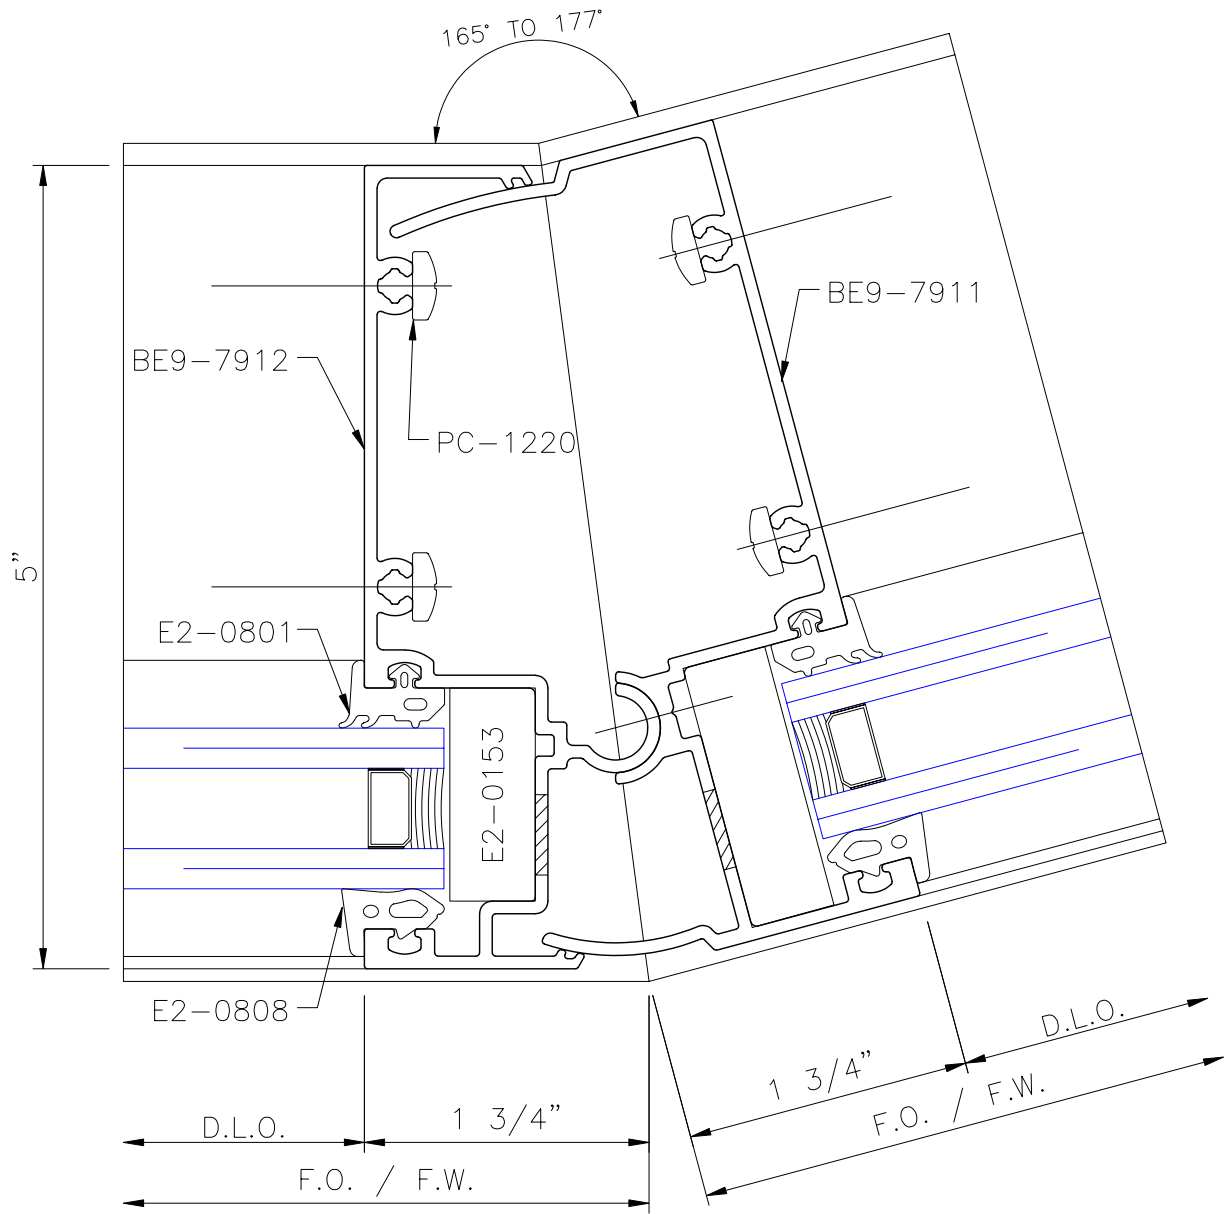 165° TO 177°
BE9-7911
BE9-7912
PC-1220
5”
E2-0801
E2-0153
E2-0808
D.L.O.
1 3/4”
F.O. / F.W.
1 3/4”
D.L.O.
F.O. / F.W.